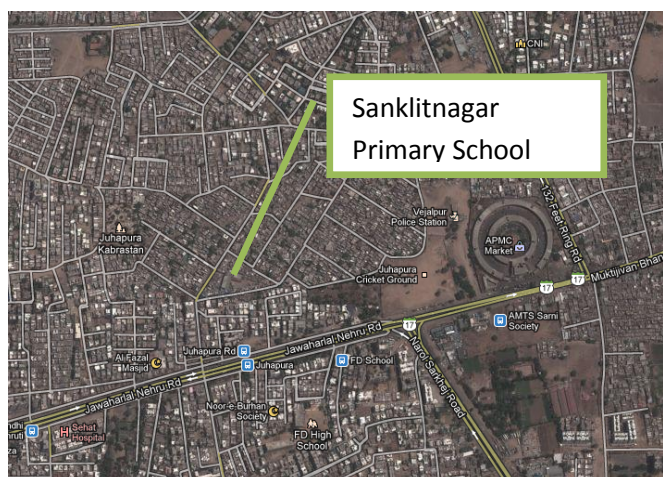 CNI
Sanklitnagar
Primary School
132 Feet Ring Rd
Vejalpur
Police Station
Juhapura
Kabrastan
APMC
Market
Juhapura
Cricket Ground
17
17
Muktijivan
17
AMTS Sarni
Society
Jawaharlal Nehru Rd
Juhapura Rd
Al Fazal
Masjid
Juhapura
FD School
Narol Sarkhej Road
Jawaharlal Nehru Rd
Noor-e-Burhan
Society
Sehat
Hospital
FD High
School